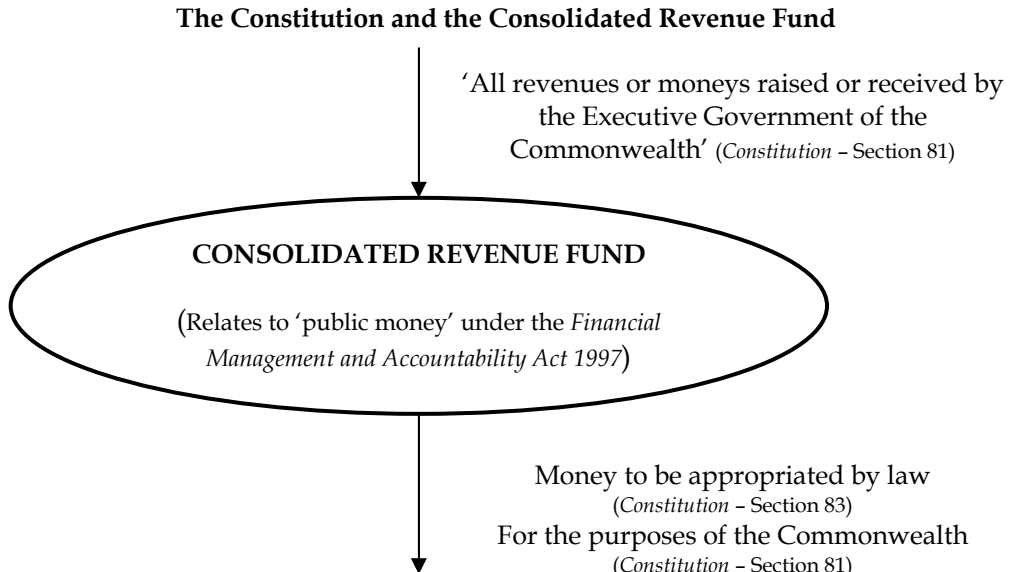 The Constitution and the Consolidated Revenue Fund
‘All revenues or moneys raised or received by
the Executive Government of the
Commonwealth’ (Constitution – Section 81)
CONSOLIDATED REVENUE FUND
(Relates to ‘public money’ under the Financial
Management and Accountability Act 1997)
Money to be appropriated by law
(Constitution – Section 83)
For the purposes of the Commonwealth
(Constitution – Section 81)